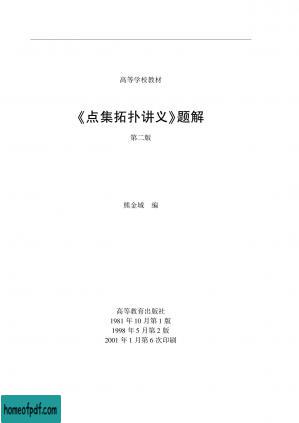 高等学校教材
《点集拓扑讲义》题解
第二版
熊金城 编
高等教育出版社
1981 年 10 月第 1 版
1998 年 5 月第 2 版
2001 年 1 月第 6 次印刷
homeofpdf.com